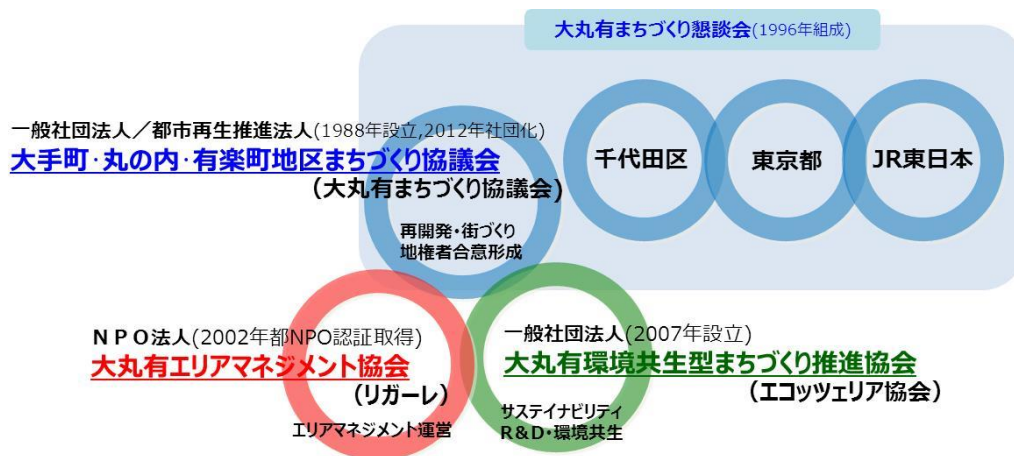 大丸有まちづくり懇談会(1996年組成)
一般社団法人／都市再生推進法人(1988年設立,2012年社団化)
大手町･丸の内･有楽町地区まちづくり協議会
（大丸有まちづくり協議会）
再開発・街づくり
地権者合意形成
千代田区
東京都
JR東日本
ＮＰＯ法人(2002年都NPO認証取得)
大丸有エリアマネジメント協会
（リガーレ）
エリアマネジメント運営
一般社団法人(2007年設立)
大丸有環境共生型まちづくり推進協会
（エコッツェリア協会）
サステイナビリティ
R＆D・環境共生